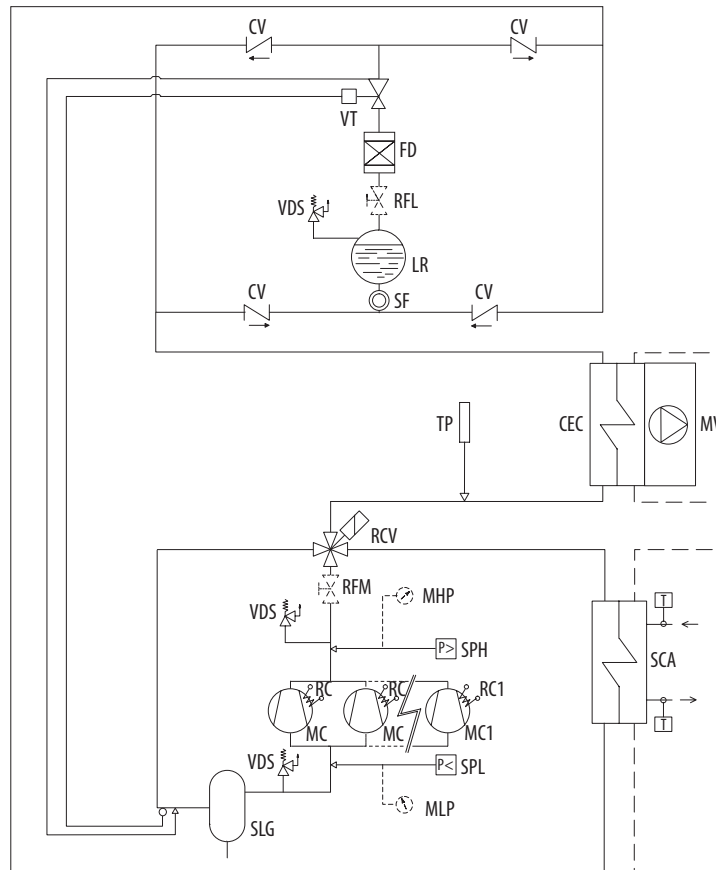 CV
CV
VT
FD
VDS
RFL
LR
CV
SF
CV
TP
CEC
MV
RCV
RFM
MHP
VDS
P> SPH
T
SCA
RC
RC
RC1
MC
MC
MC1
T
VDS
P< SPL
MLP
SLG